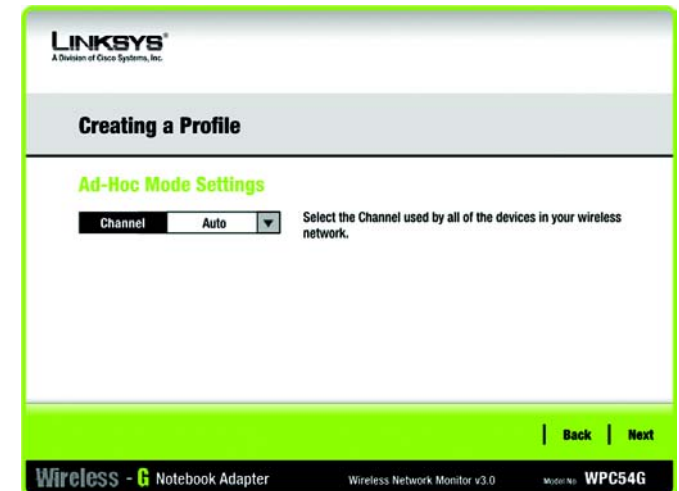 LINKSYS®
A Division of Cisco Systems, Inc.
Creating a Profile
Ad-Hoc Mode Settings
Channel Auto
Select the Channel used by all of the devices in your wireless
network.
Back Next
Wireless - G Notebook Adapter Wireless Network Monitor v3.0 Model No. WPC54G